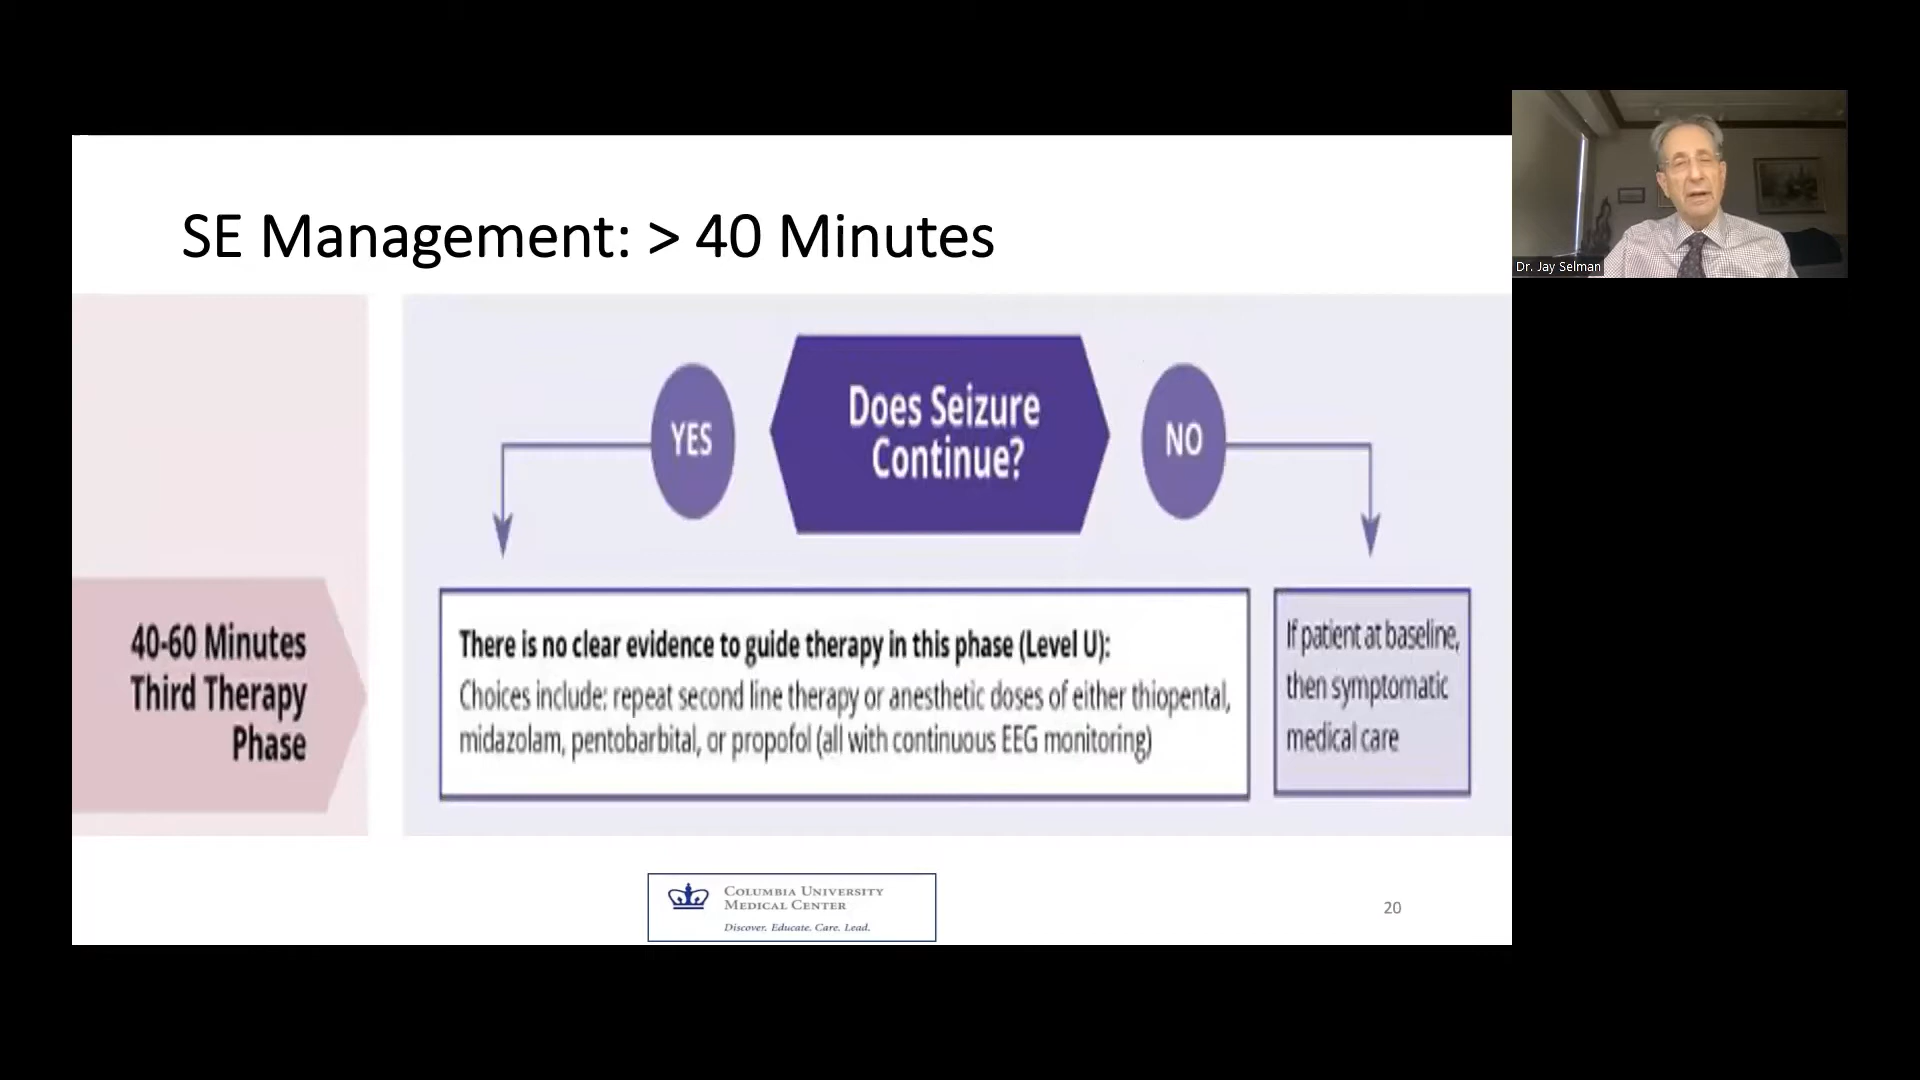 SE Management: > 40 Minutes
Dr. Jay Selman
YES
Does Seizure
Continue?
NO
40-60 Minutes
Third Therapy
Phase
There is no clear evidence to guide therapy in this phase (Level U):
Choices include: repeat second line therapy or anesthetic doses of either thiopental,
midazolam, pentobarbital, or propofol (all with continuous EEG monitoring)
If patient at baseline,
then symptomatic
medical care
COLUMBIA UNIVERSITY
MEDICAL CENTER
Discover. Educate. Care. Lead.
20